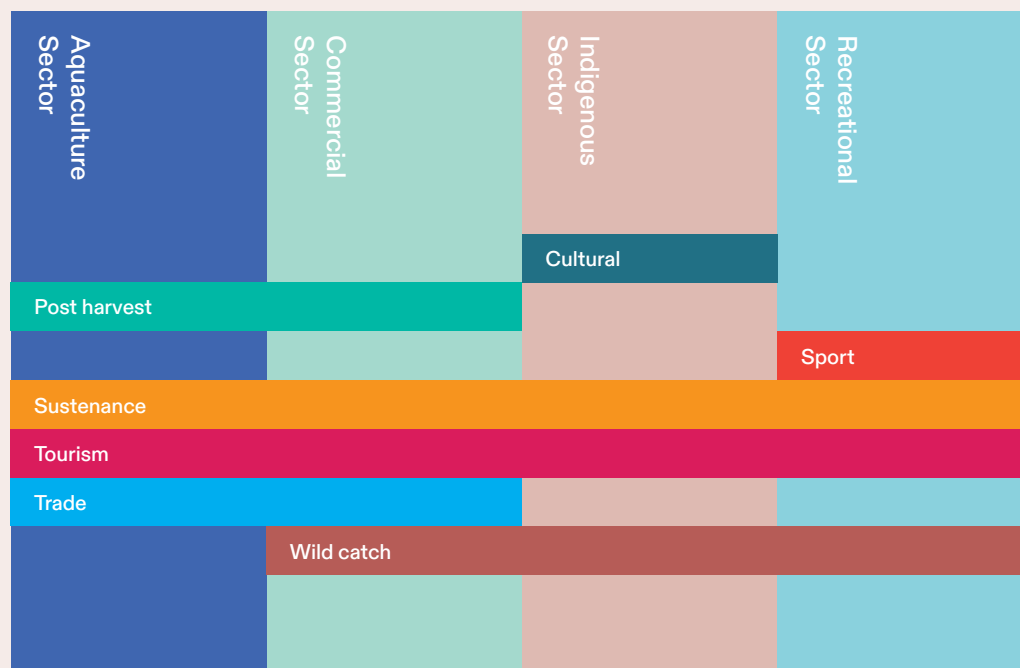 Aquaculture
Sector
Commercial
Sector
Indigenous
Sector
Recreational
Sector
Cultural
Post harvest
Sport
Sustenance
Tourism
Trade
Wild catch